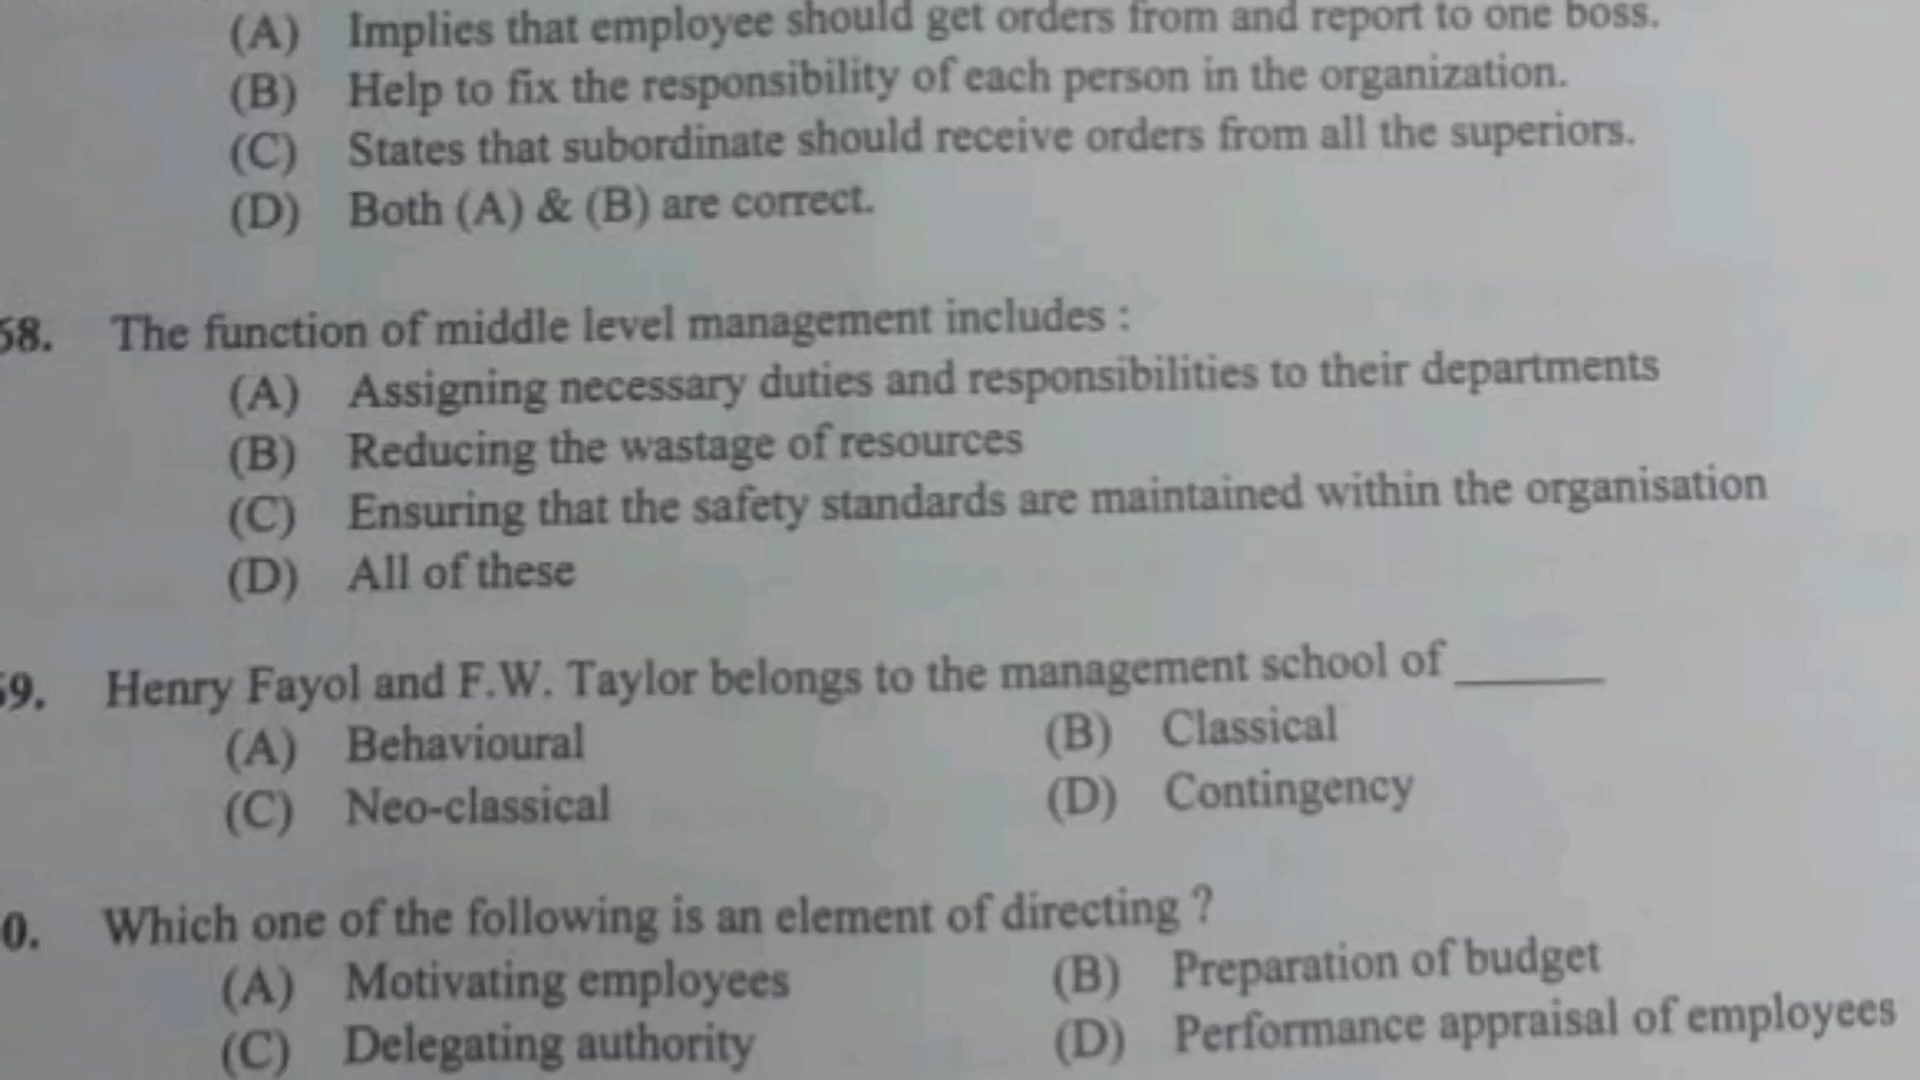 (A) Implies that employee should get orders from and report to one boss.
(B) Help to fix the responsibility of each person in the organization.
(C) States that subordinate should receive orders from all the superiors.
(D) Both (A) & (B) are correct.
58. The function of middle level management includes :
(A) Assigning necessary duties and responsibilities to their departments
(B) Reducing the wastage of resources
(C) Ensuring that the safety standards are maintained within the organisation
(D) All of these
59. Henry Fayol and F.W. Taylor belongs to the management school of ______
(A) Behavioural (B) Classical
(C) Neo-classical (D) Contingency
0. Which one of the following is an element of directing ?
(A) Motivating employees (B) Preparation of budget
(C) Delegating authority (D) Performance appraisal of employees